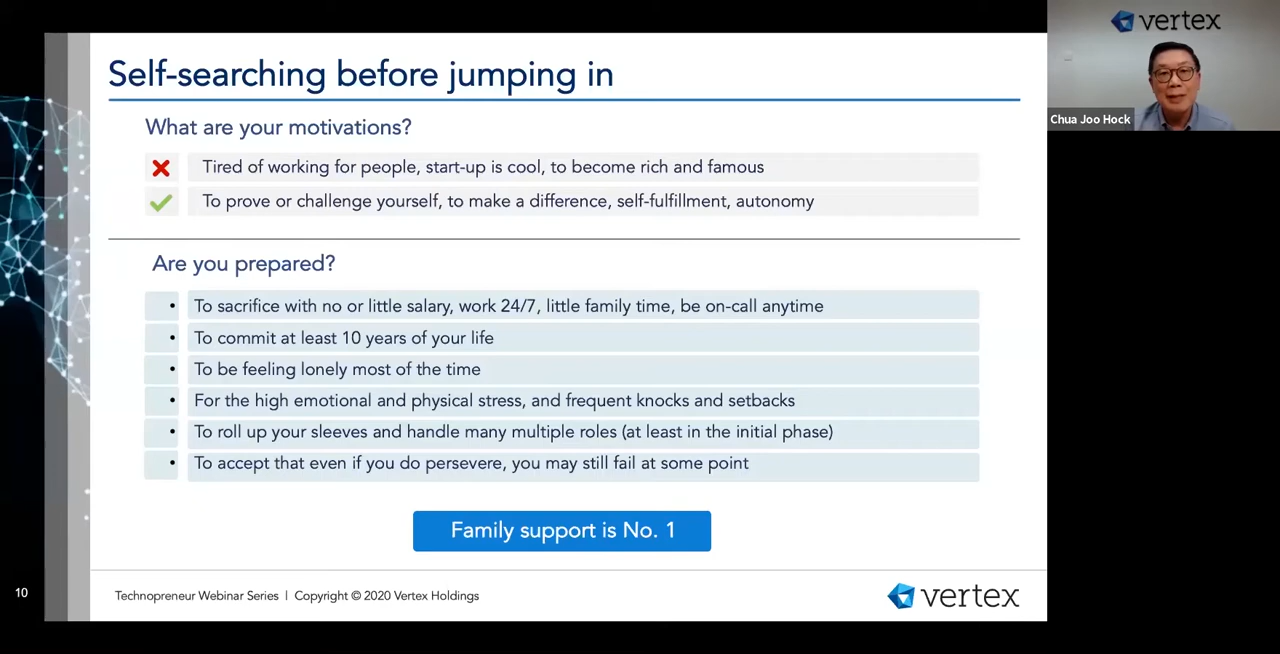 vertex
Chua Joo Hock
Self-searching before jumping in
What are your motivations?
Tired of working for people, start-up is cool, to become rich and famous
To prove or challenge yourself, to make a difference, self-fulfillment, autonomy
Are you prepared?
• To sacrifice with no or little salary, work 24/7, little family time, be on-call anytime
• To commit at least 10 years of your life
• To be feeling lonely most of the time
• For the high emotional and physical stress, and frequent knocks and setbacks
• To roll up your sleeves and handle many multiple roles (at least in the initial phase)
• To accept that even if you do persevere, you may still fail at some point
Family support is No. 1
10
Technopreneur Webinar Series | Copyright © 2020 Vertex Holdings
vertex